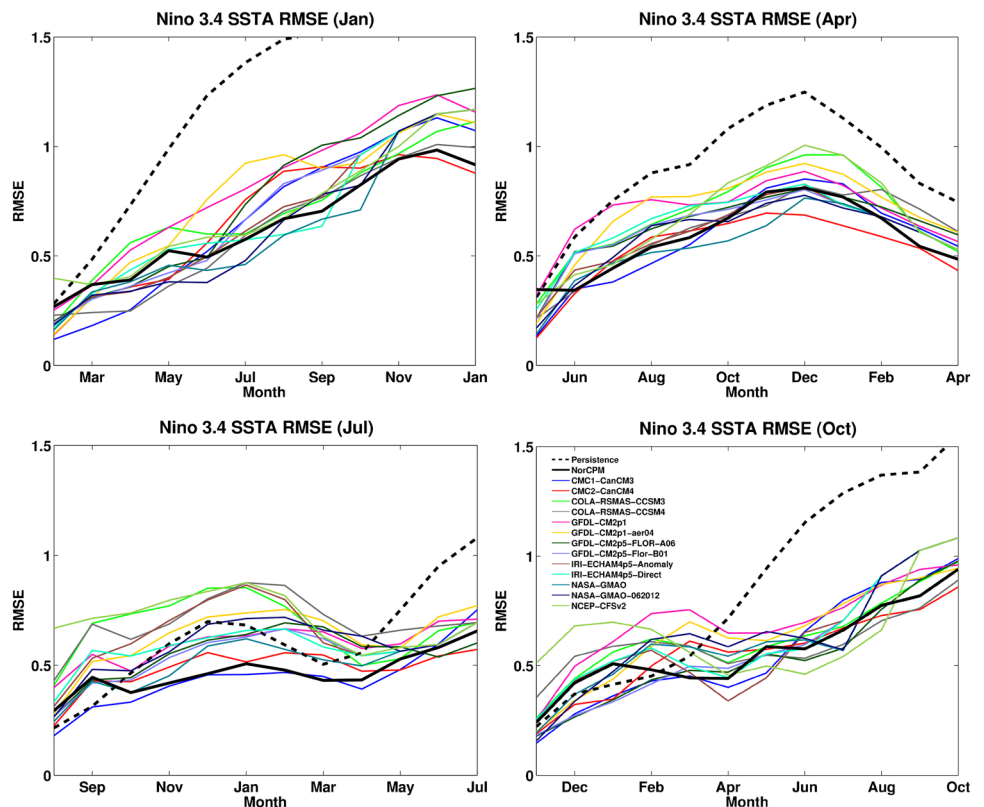 Nino 3.4 SSTA RMSE (Jan)
1.5
1
0.5
0
RMSE
Mar May Jul Sep Nov Jan
Month
Nino 3.4 SSTA RMSE (Apr)
1.5
1
0.5
0
RMSE
Jun Aug Oct Dec Feb Apr
Month
Nino 3.4 SSTA RMSE (Jul)
1.5
1
0.5
0
RMSE
Sep Nov Jan Mar May Jul
Month
Nino 3.4 SSTA RMSE (Oct)
1.5
1
0.5
0
RMSE
Persistence
NorCPM
CMC1-CanCM3
CMC2-CanCM4
COLA-RSMAS-CCSM3
COLA-RSMAS-CCSM4
GFDL-CM2p1
GFDL-CM2p1-aer04
GFDL-CM2p5-FLOR-A06
GFDL-CM2p5-Flor-B01
IRI-ECHAM4p5-Anomaly
IRI-ECHAM4p5-Direct
NASA-GMAO
NASA-GMAO-062012
NCEP-CFSv2
Dec Feb Apr Jun Aug Oct
Month